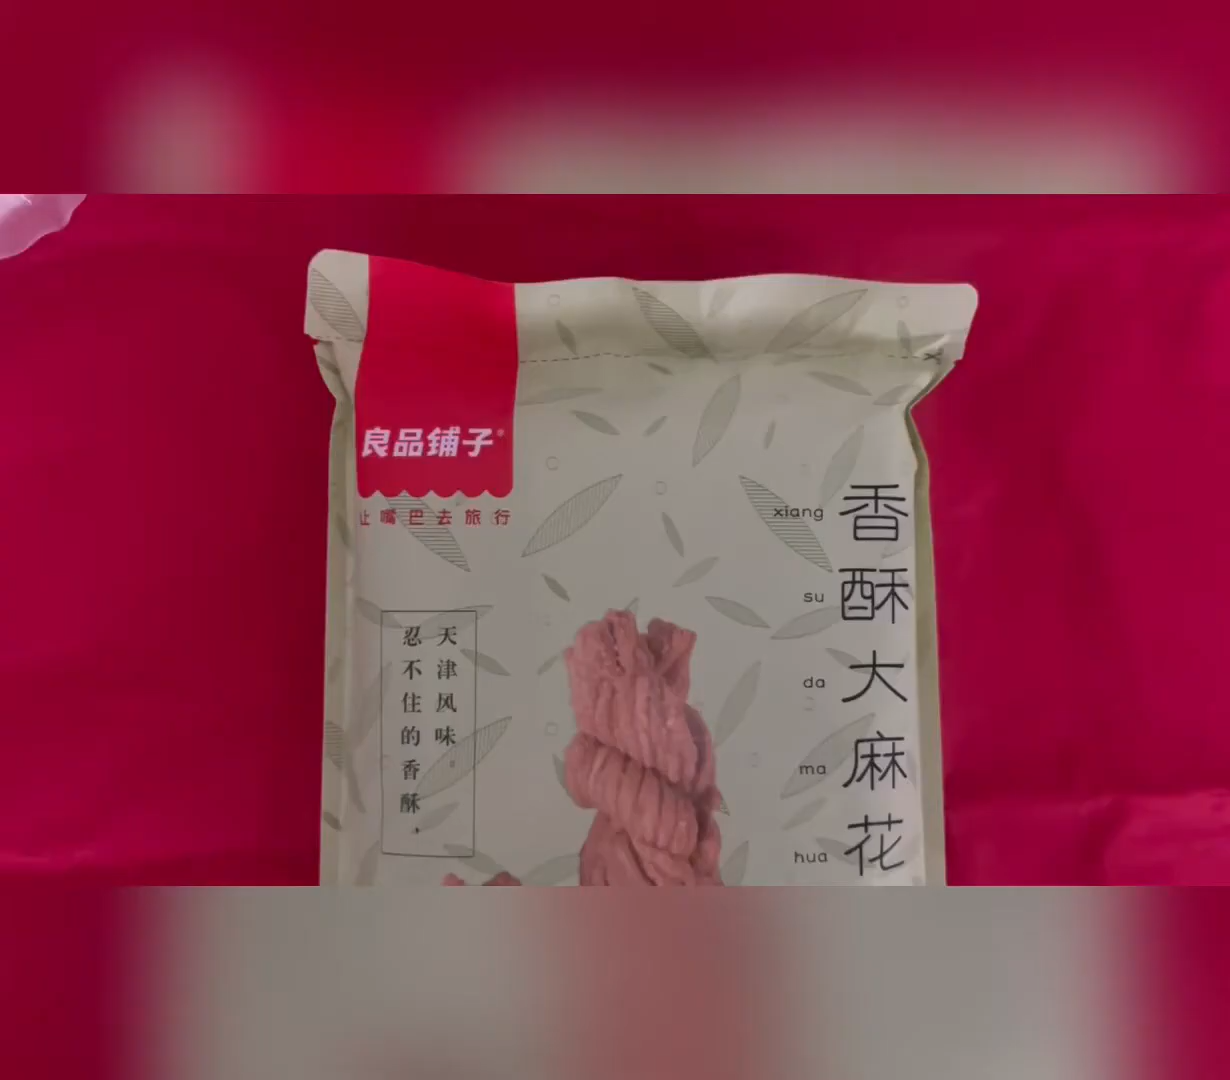 良品铺子®
让嘴巴去旅行
忍不住的香酥，
天津风味。
xiang
su
da
ma
hua
香酥大麻花